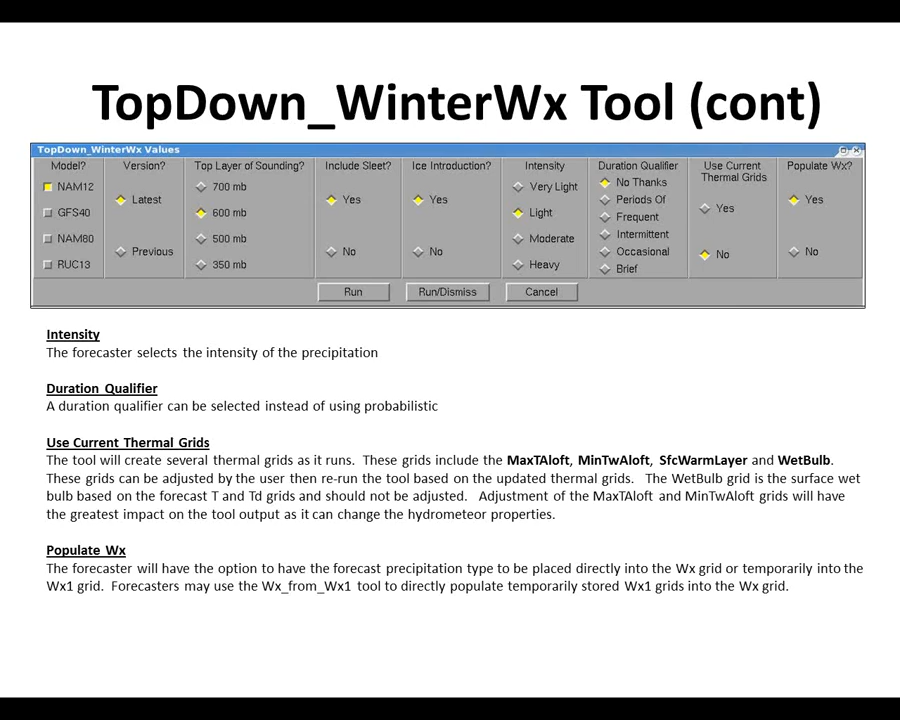 TopDown_WinterWx Tool (cont)
TopDown_WinterWx Values
Model? Version? Top Layer of Sounding? Include Sleet? Ice Introduction? Intensity Duration Qualifier Use Current Thermal Grids Populate Wx?
NAM12
GFS40
NAM80
RUC13
Latest
Previous
700 mb
600 mb
500 mb
350 mb
Yes
No
Yes
No
Very Light
Light
Moderate
Heavy
No Thanks
Periods Of
Frequent
Intermittent
Occasional
Brief
Yes
No
Yes
No
Run Run/Dismiss Cancel
Intensity
The forecaster selects the intensity of the precipitation
Duration Qualifier
A duration qualifier can be selected instead of using probabilistic
Use Current Thermal Grids
The tool will create several thermal grids as it runs. These grids include the MaxTAloft, MinTwAloft, SfcWarmLayer and WetBulb.
These grids can be adjusted by the user then re-run the tool based on the updated thermal grids. The WetBulb grid is the surface wet
bulb based on the forecast T and Td grids and should not be adjusted. Adjustment of the MaxTAloft and MinTwAloft grids will have
the greatest impact on the tool output as it can change the hydrometeor properties.
Populate Wx
The forecaster will have the option to have the forecast precipitation type to be placed directly into the Wx grid or temporarily into the
Wx1 grid. Forecasters may use the Wx_from_Wx1 tool to directly populate temporarily stored Wx1 grids into the Wx grid.